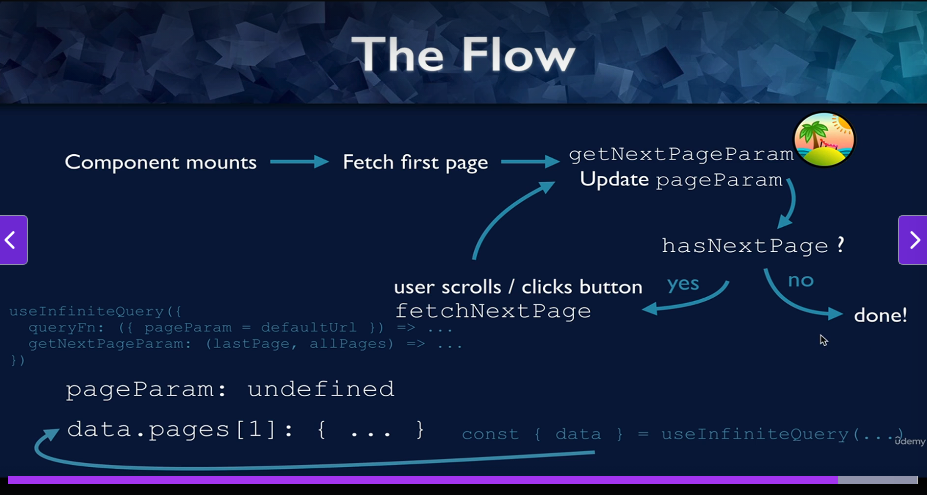 The Flow
Component mounts
Fetch first page
getNextPageParam
Update pageParam
hasNextPage ?
yes
no
user scrolls / clicks button
fetchNextPage
done!
useInfiniteQuery({
queryFn: ({ pageParam = defaultUrl }) => ...
getNextPageParam: (lastPage, allPages) => ...
})
pageParam: undefined
data.pages[1]: { ... }
const { data } = useInfiniteQuery(...)
udemy